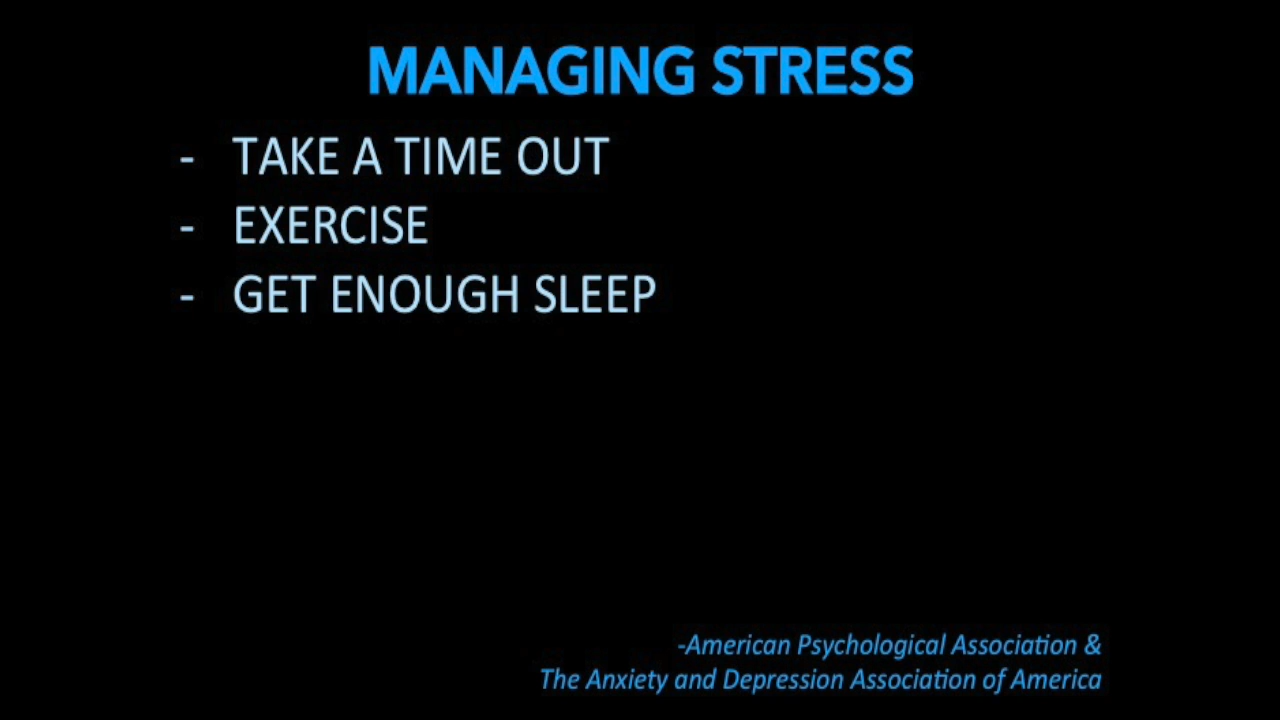 MANAGING STRESS
- TAKE A TIME OUT
- EXERCISE
- GET ENOUGH SLEEP
-American Psychological Association &
The Anxiety and Depression Association of America